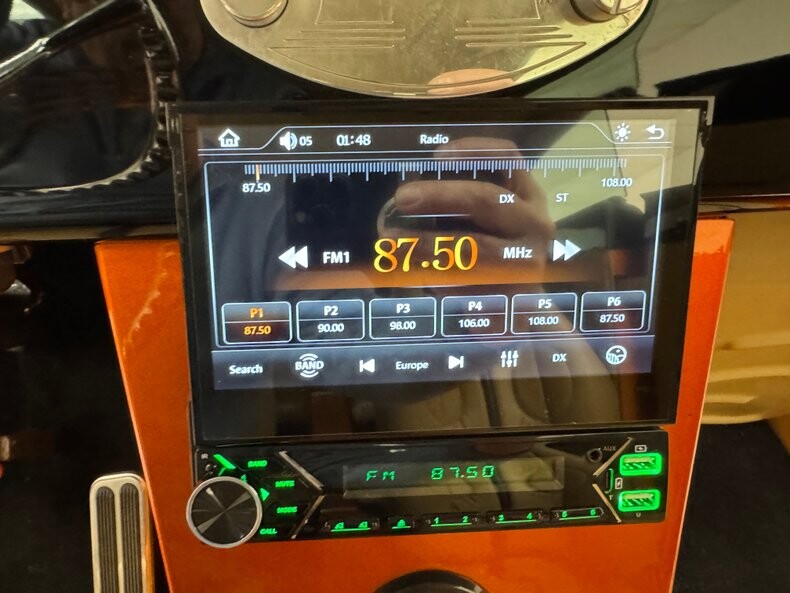 05 01:48 Radio
87.50 108.00
DX ST
FM1 87.50 MHz
P1 P2 P3 P4 P5 P6
87.50 90.00 98.00 106.00 108.00 87.50
Search BAND Europe DX
IR BAND AUX
MUTE
FM 87.50
MODE
CALL
1 2 3 4 5 6